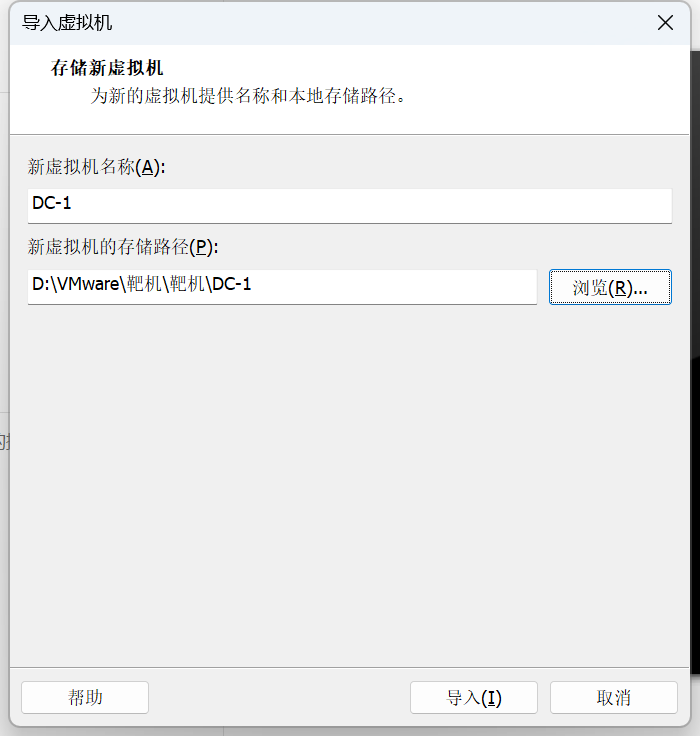 导入虚拟机
存储新虚拟机
为新的虚拟机提供名称和本地存储路径。
新虚拟机名称(A):
DC-1
新虚拟机的存储路径(P):
D:\VMware\靶机\靶机\DC-1
浏览(R)...
帮助
导入(I)
取消